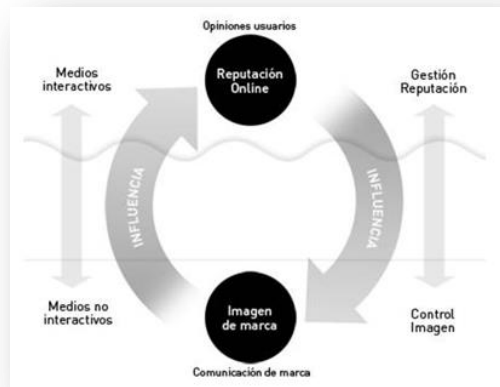 Opiniones usuarios
Reputación
Online
Medios
interactivos
Gestión
Reputación
INFLUENCIA
INFLUENCIA
Medios no
interactivos
Imagen
de marca
Control
Imagen
Comunicación de marca